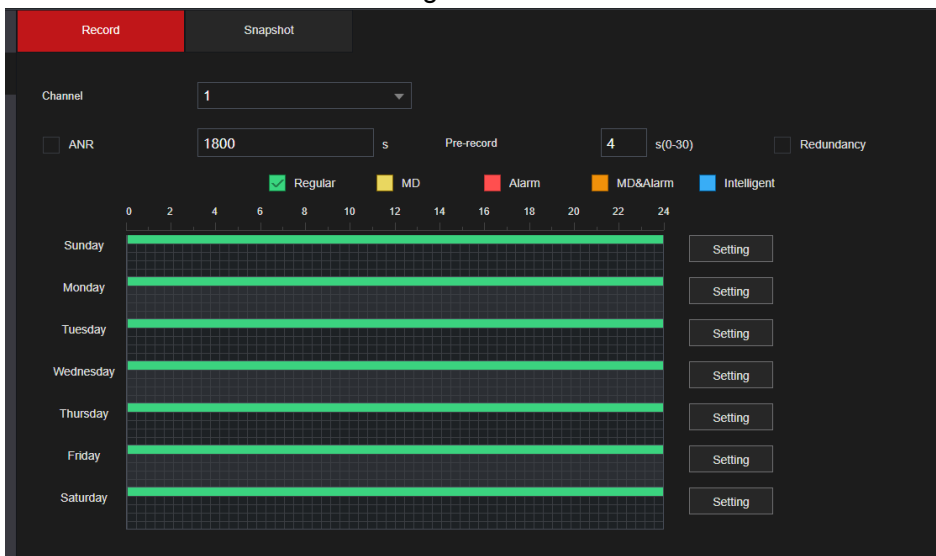 Record Snapshot
Channel 1
ANR 1800 s Pre-record 4 s(0-30) Redundancy
Regular MD Alarm MD&Alarm Intelligent
0 2 4 6 8 10 12 14 16 18 20 22 24
Sunday Setting
Monday Setting
Tuesday Setting
Wednesday Setting
Thursday Setting
Friday Setting
Saturday Setting